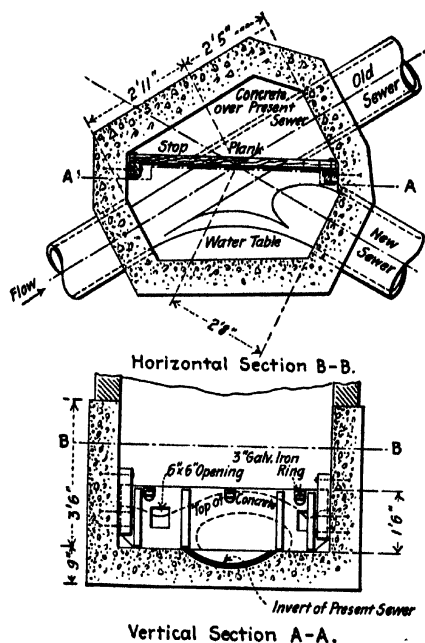 2'11"
2'5"
Concrete
over Present
Sewer
Old
Sewer
Stop Plank
A
A
Water Table
New
Sewer
Flow
2'8"
Horizontal Section B-B.
B
B
6"x6"Opening
3"Galv. Iron
Ring
Top of Concrete
3'6"
9"
1'6"
Invert of Present Sewer
Vertical Section A-A.